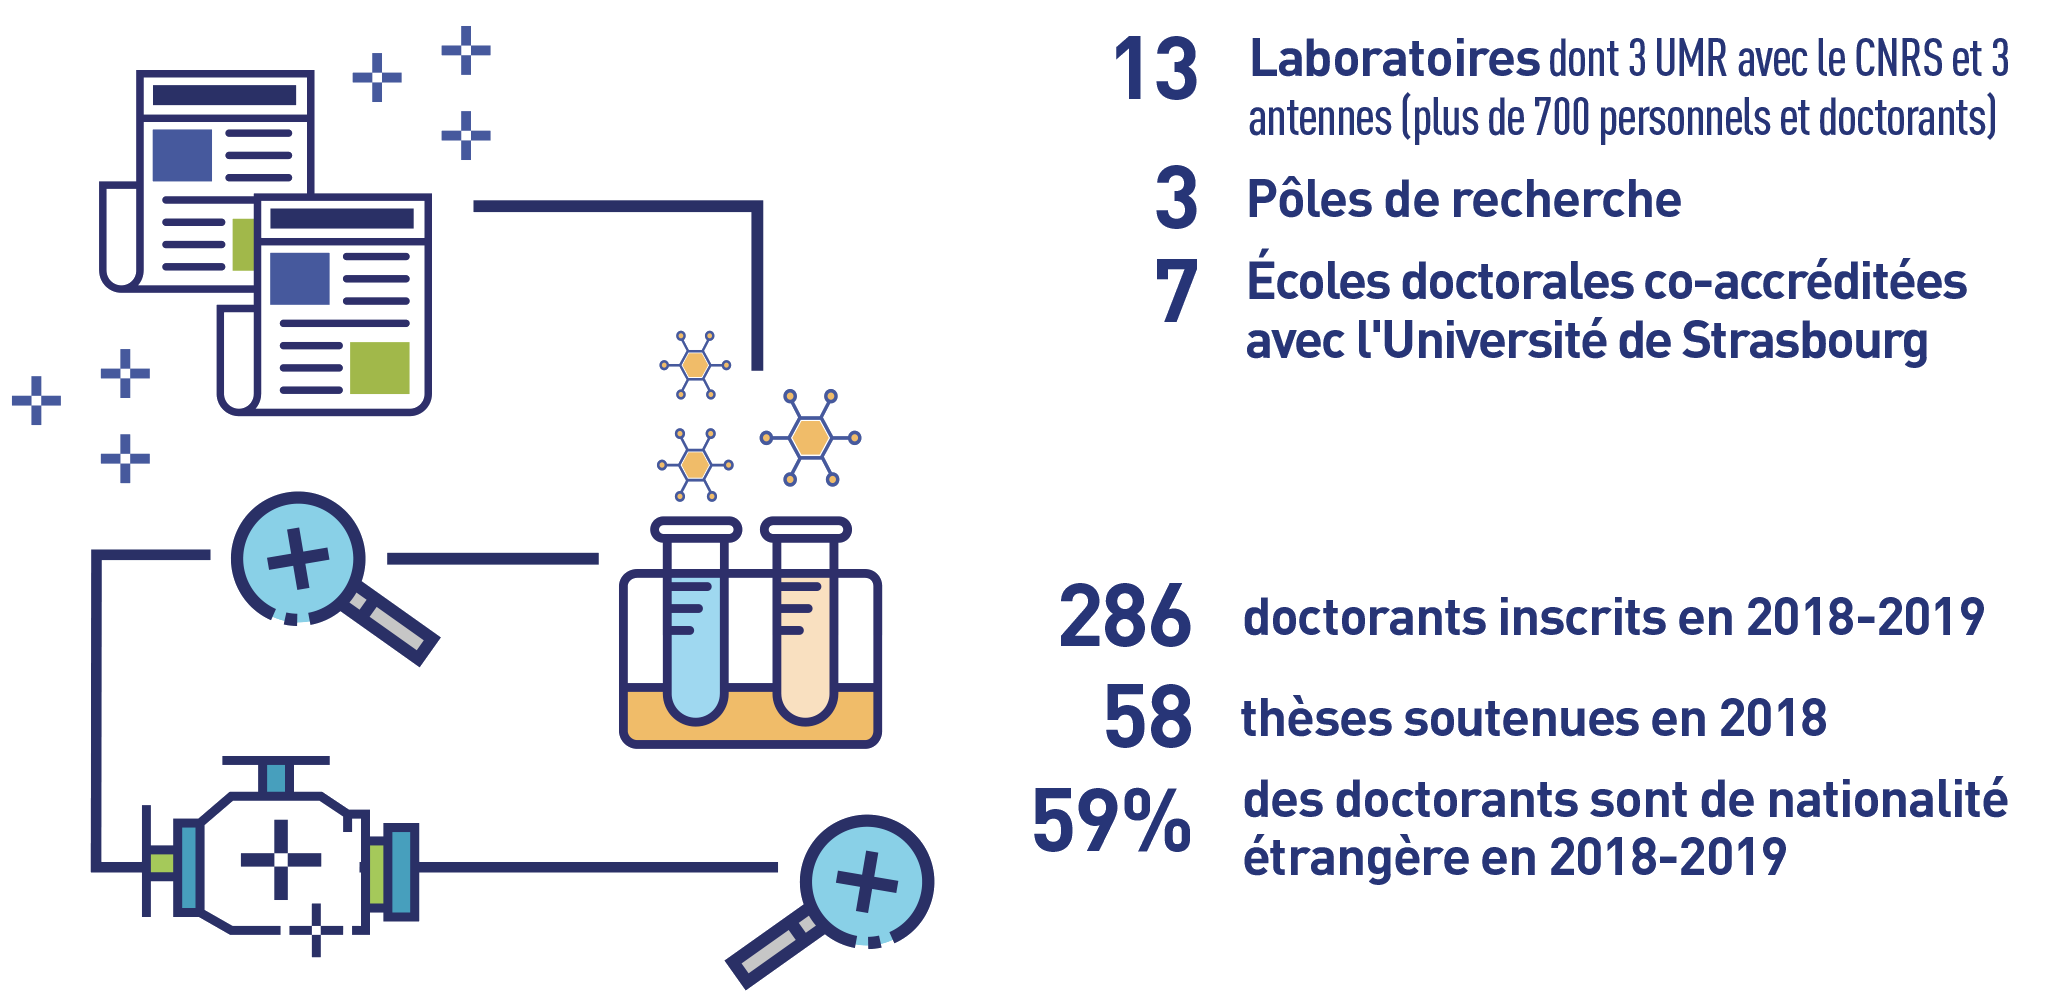 13 Laboratoires dont 3 UMR avec le CNRS et 3
antennes (plus de 700 personnels et doctorants)
3 Pôles de recherche
7 Écoles doctorales co-accréditées
avec l'Université de Strasbourg
286 doctorants inscrits en 2018-2019
58 thèses soutenues en 2018
59% des doctorants sont de nationalité
étrangère en 2018-2019